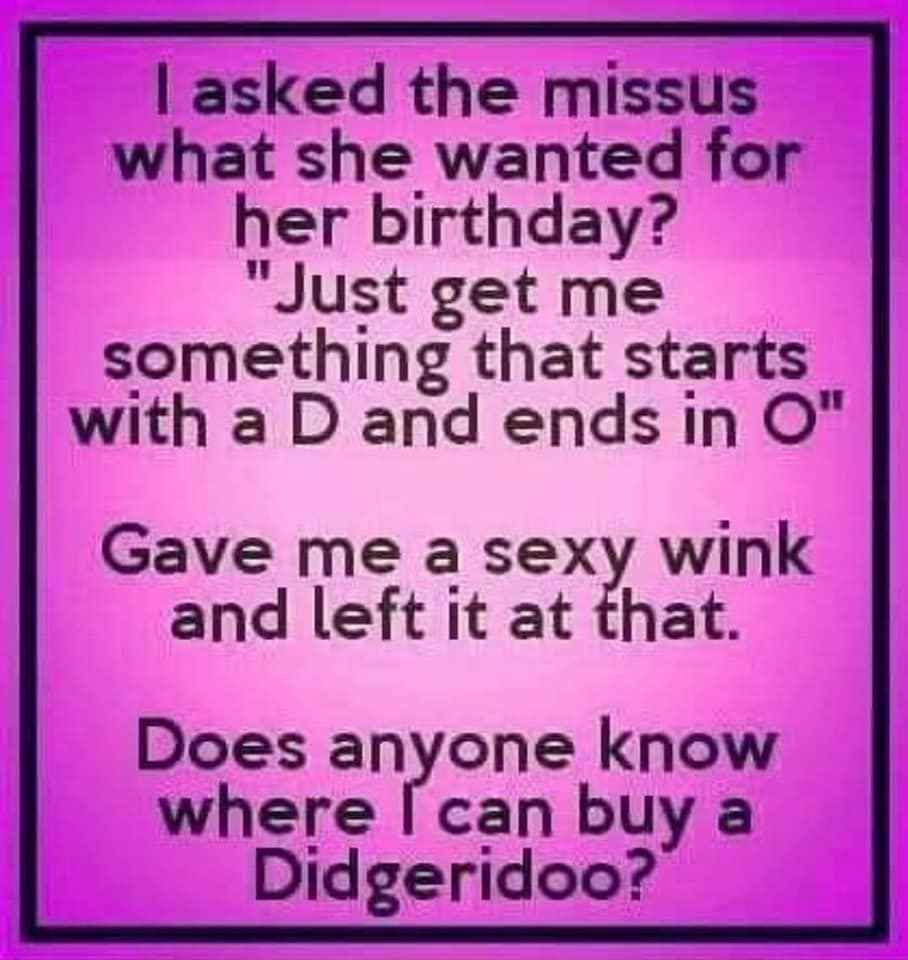 I asked the missus
what she wanted for
her birthday?
"Just get me
something that starts
with a D and ends in O"
Gave me a sexy wink
and left it at that.
Does anyone know
where I can buy a
Didgeridoo?